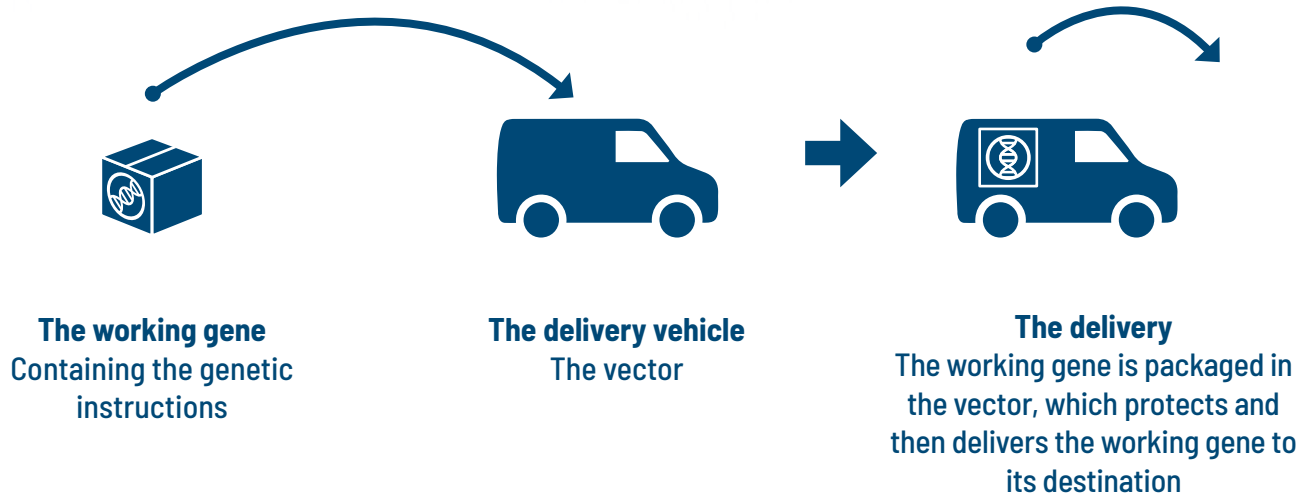 The working gene
Containing the genetic
instructions
The delivery vehicle
The vector
The delivery
The working gene is packaged in
the vector, which protects and
then delivers the working gene to
its destination